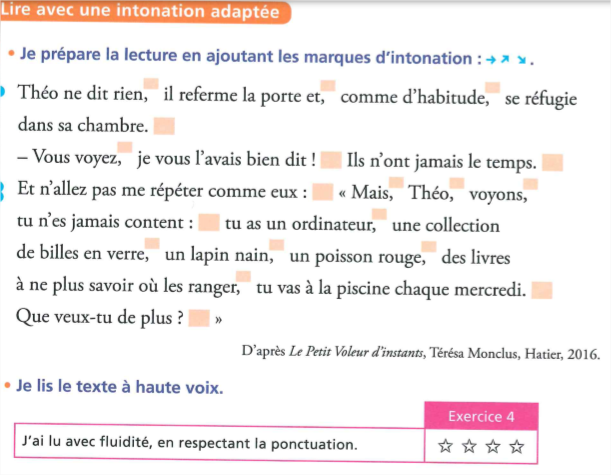 Lire avec une intonation adaptée
• Je prépare la lecture en ajoutant les marques d'intonation : → ↗ ↘ .
Théo ne dit rien, il referme la porte et, comme d'habitude, se réfugie
dans sa chambre.
– Vous voyez, je vous l'avais bien dit ! Ils n'ont jamais le temps.
Et n'allez pas me répéter comme eux : « Mais, Théo, voyons,
tu n'es jamais content : tu as un ordinateur, une collection
de billes en verre, un lapin nain, un poisson rouge, des livres
à ne plus savoir où les ranger, tu vas à la piscine chaque mercredi.
Que veux-tu de plus ? »
D'après Le Petit Voleur d'instants, Térésa Monclus, Hatier, 2016.
• Je lis le texte à haute voix.
Exercice 4
J'ai lu avec fluidité, en respectant la ponctuation. ☆ ☆ ☆ ☆